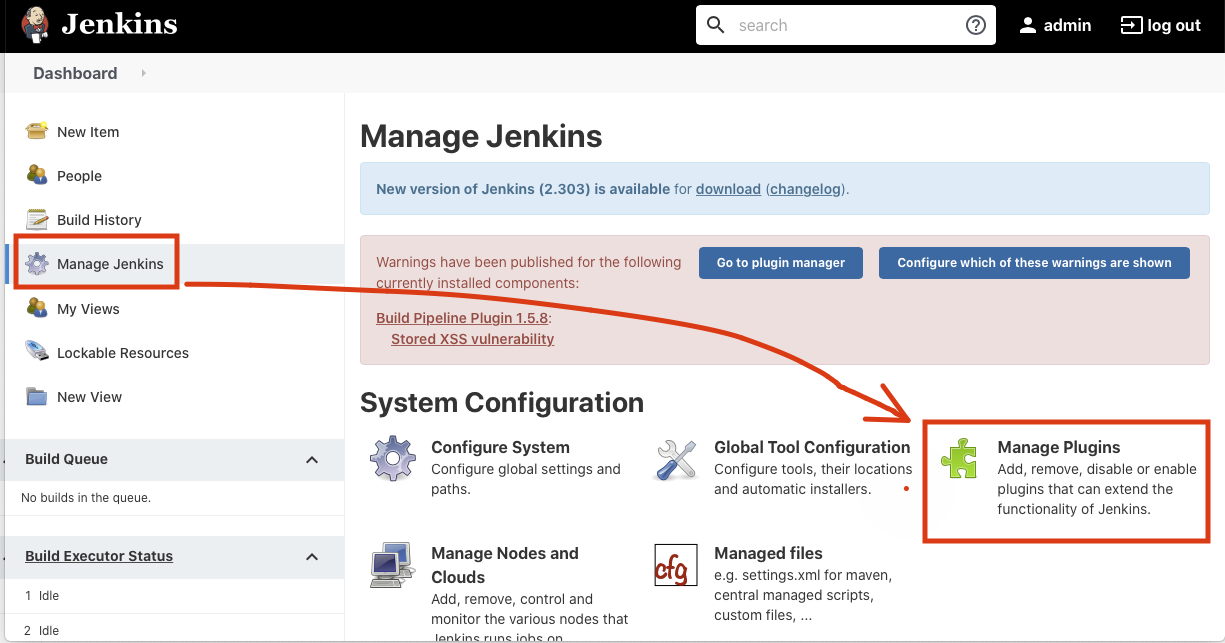 Jenkins
search
admin
log out
Dashboard
New Item
People
Build History
Manage Jenkins
My Views
Lockable Resources
New View
Build Queue
No builds in the queue.
Build Executor Status
1 Idle
2 Idle
Manage Jenkins
New version of Jenkins (2.303) is available for download (changelog).
Warnings have been published for the following
currently installed components:
Go to plugin manager
Configure which of these warnings are shown
Build Pipeline Plugin 1.5.8:
Stored XSS vulnerability
System Configuration
Configure System
Configure global settings and
paths.
Global Tool Configuration
Configure tools, their locations
and automatic installers.
Manage Plugins
Add, remove, disable or enable
plugins that can extend the
functionality of Jenkins.
Manage Nodes and
Clouds
Add, remove, control and
monitor the various nodes that
Jenkins runs jobs on
cfg
Managed files
e.g. settings.xml for maven,
central managed scripts,
custom files, ...